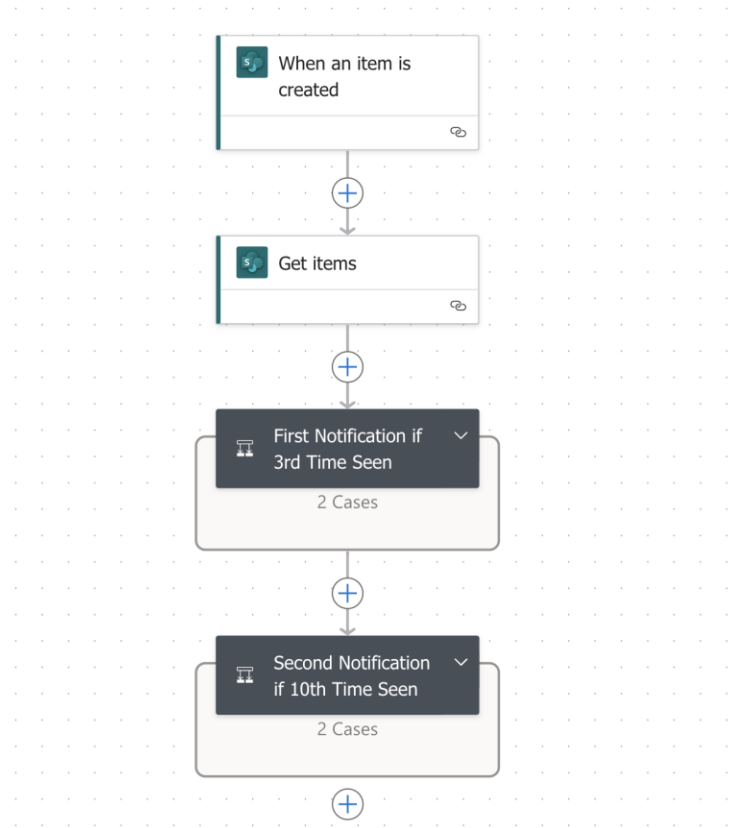 When an item is
created
Get items
First Notification if
3rd Time Seen
2 Cases
Second Notification
if 10th Time Seen
2 Cases